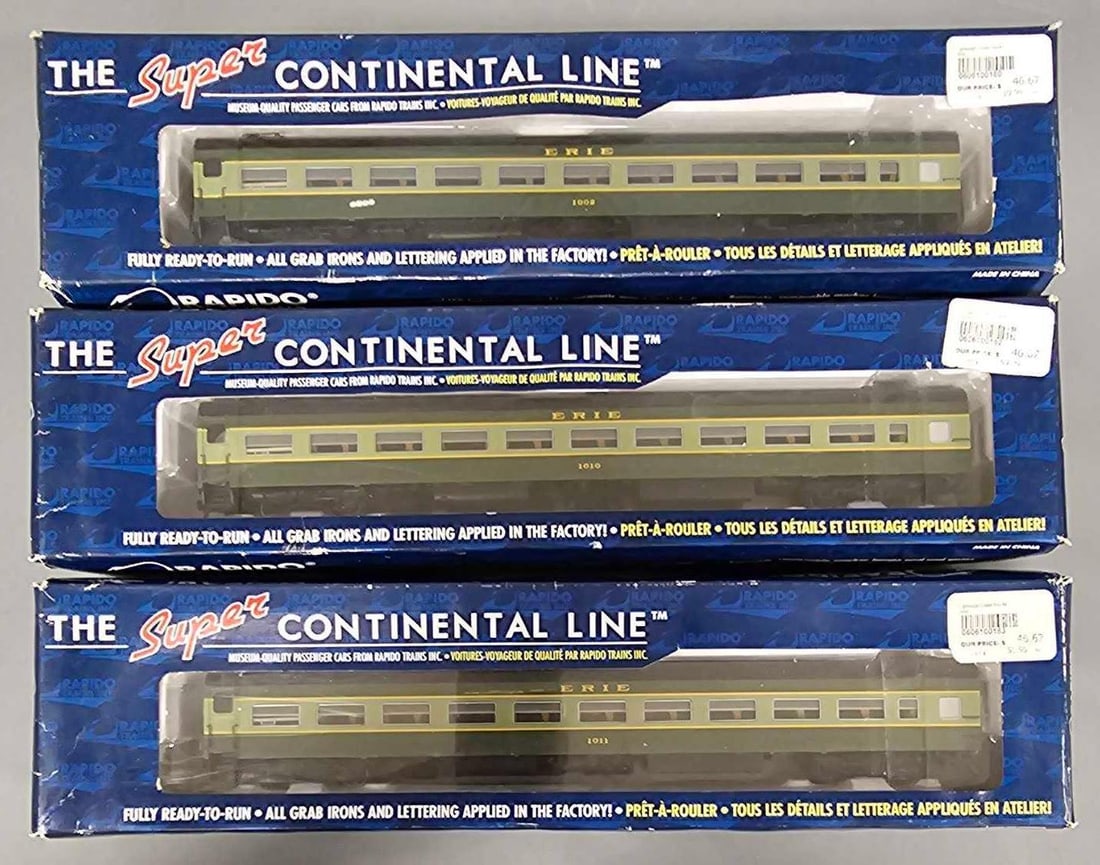 THE Super CONTINENTAL LINE™
MUSEUM-QUALITY PASSENGER CARS FROM RAPIDO TRAINS INC. • VOITURES-VOYAGEUR DE QUALITÉ PAR RAPIDO TRAINS INC.
0606100180
46.67
OUR PRICE: $
ERIE
1009
FULLY READY-TO-RUN • ALL GRAB IRONS AND LETTERING APPLIED IN THE FACTORY! • PRÊT-À-ROULER • TOUS LES DÉTAILS ET LETTERAGE APPLIQUÉS EN ATELIER!
MADE IN CHINA
RAPIDO®
THE Super CONTINENTAL LINE™
MUSEUM-QUALITY PASSENGER CARS FROM RAPIDO TRAINS INC. • VOITURES-VOYAGEUR DE QUALITÉ PAR RAPIDO TRAINS INC.
OUR PRICE: $ 46.67
ERIE
1010
FULLY READY-TO-RUN • ALL GRAB IRONS AND LETTERING APPLIED IN THE FACTORY! • PRÊT-À-ROULER • TOUS LES DÉTAILS ET LETTERAGE APPLIQUÉS EN ATELIER!
MADE IN CHINA
RAPIDO®
THE Super CONTINENTAL LINE™
MUSEUM-QUALITY PASSENGER CARS FROM RAPIDO TRAINS INC. • VOITURES-VOYAGEUR DE QUALITÉ PAR RAPIDO TRAINS INC.
0606100183
46.67
OUR PRICE: $
ERIE
1011
FULLY READY-TO-RUN • ALL GRAB IRONS AND LETTERING APPLIED IN THE FACTORY! • PRÊT-À-ROULER • TOUS LES DÉTAILS ET LETTERAGE APPLIQUÉS EN ATELIER!